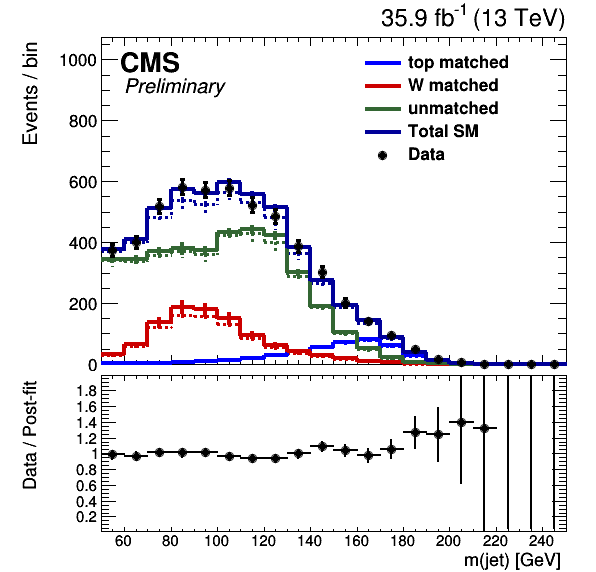 35.9 fb⁻¹ (13 TeV)
CMS
Preliminary
top matched
W matched
unmatched
Total SM
Data
Events / bin
1000
800
600
400
200
0
Data / Post-fit
1.8
1.6
1.4
1.2
1
0.8
0.6
0.4
0.2
60 80 100 120 140 160 180 200 220 240
m(jet) [GeV]